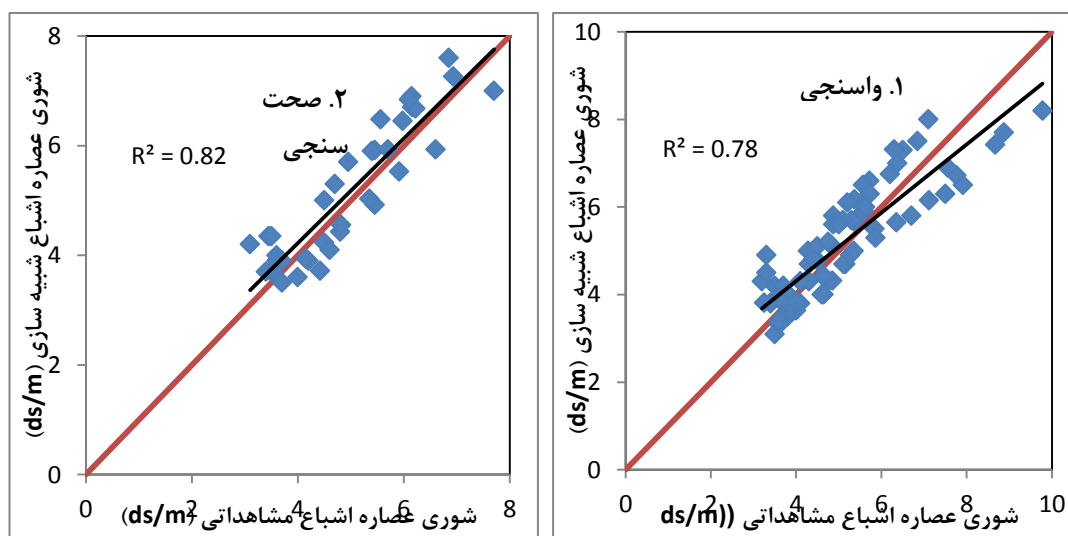 ۱. واسنجی
R² = 0.78
شوری عصاره اشباع شبیه سازی (ds/m)
10
8
6
4
2
0
0 2 4 6 8 10
شوری عصاره اشباع مشاهداتی ((ds/m
۲. صحت
سنجی
R² = 0.82
شوری عصاره اشباع شبیه سازی (ds/m)
8
6
4
2
0
0 2 4 6 8
شوری عصاره اشباع مشاهداتی (ds/m)